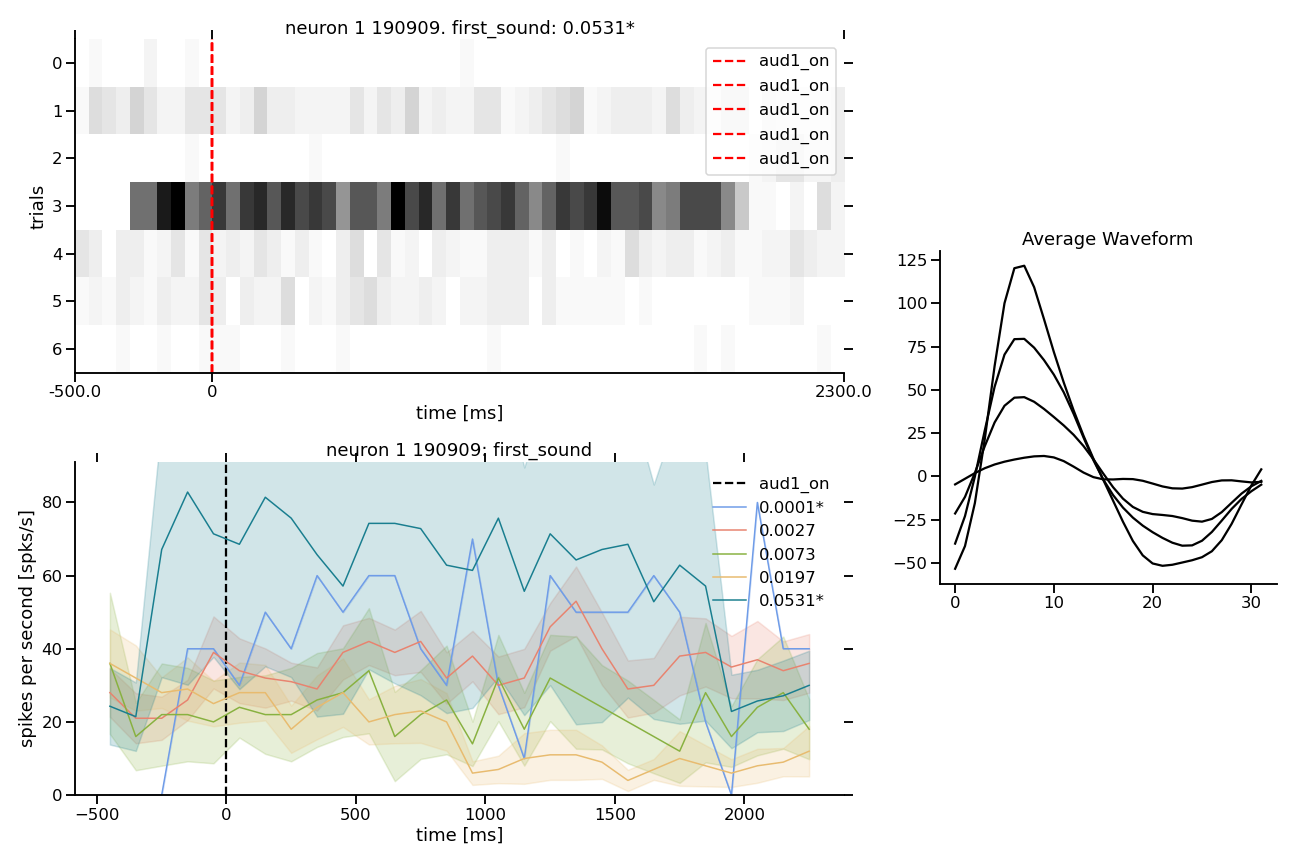 neuron 1 190909. first_sound: 0.0531*
aud1_on
aud1_on
aud1_on
aud1_on
aud1_on
trials
0
1
2
3
4
5
6
-500.0
0
2300.0
time [ms]
neuron 1 190909: first_sound
aud1_on
0.0001*
0.0027
0.0073
0.0197
0.0531*
spikes per second [spks/s]
80
60
40
20
0
−500
0
500
1000
1500
2000
time [ms]
Average Waveform
125
100
75
50
25
0
−25
−50
0
10
20
30